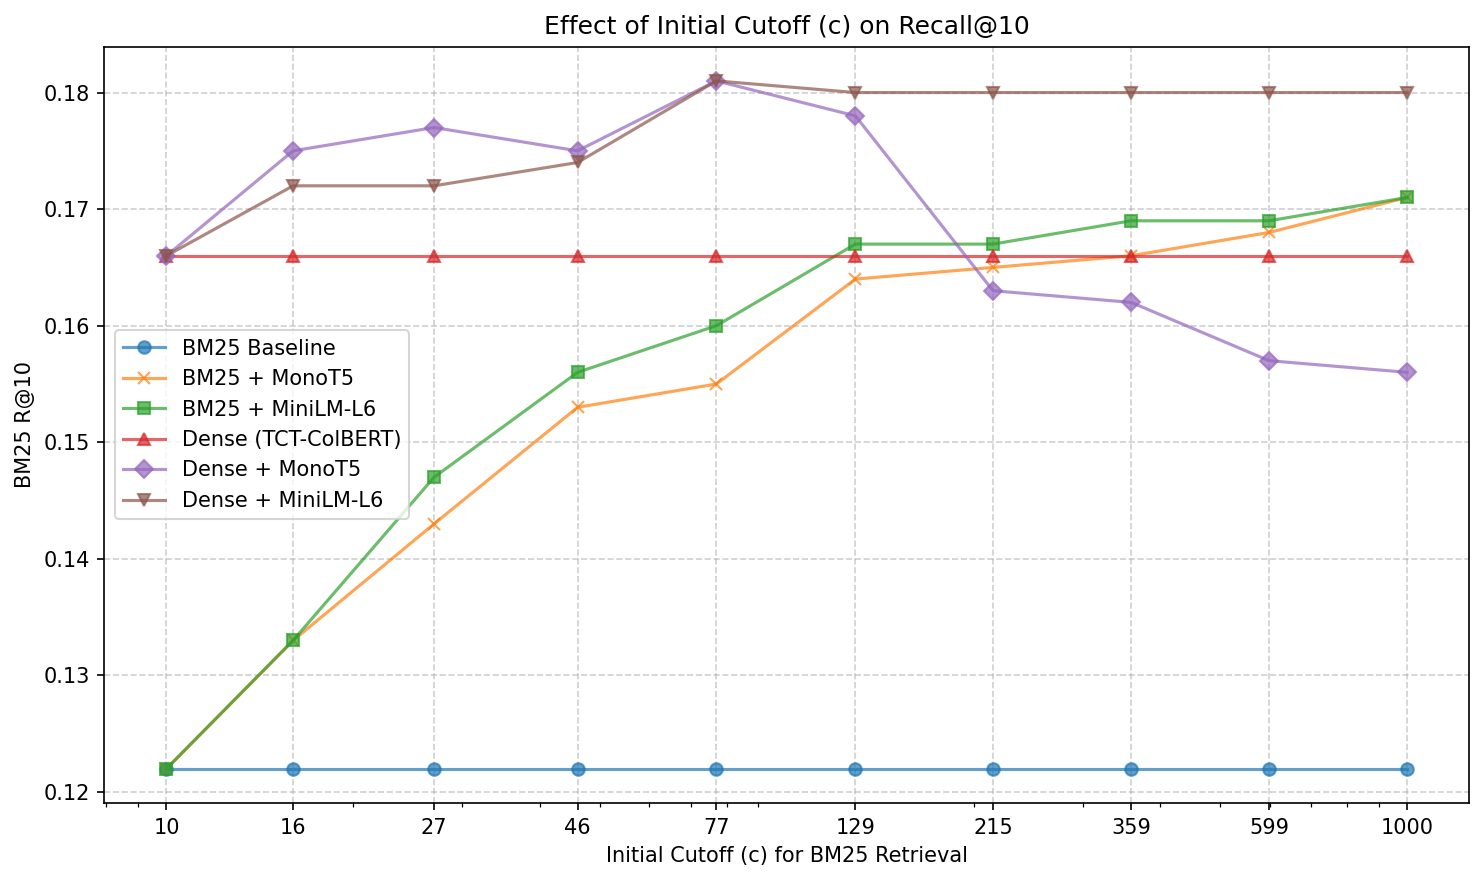 Effect of Initial Cutoff (c) on Recall@10
BM25 R@10
0.18
0.17
0.16
0.15
0.14
0.13
0.12
BM25 Baseline
BM25 + MonoT5
BM25 + MiniLM-L6
Dense (TCT-ColBERT)
Dense + MonoT5
Dense + MiniLM-L6
10 16 27 46 77 129 215 359 599 1000
Initial Cutoff (c) for BM25 Retrieval